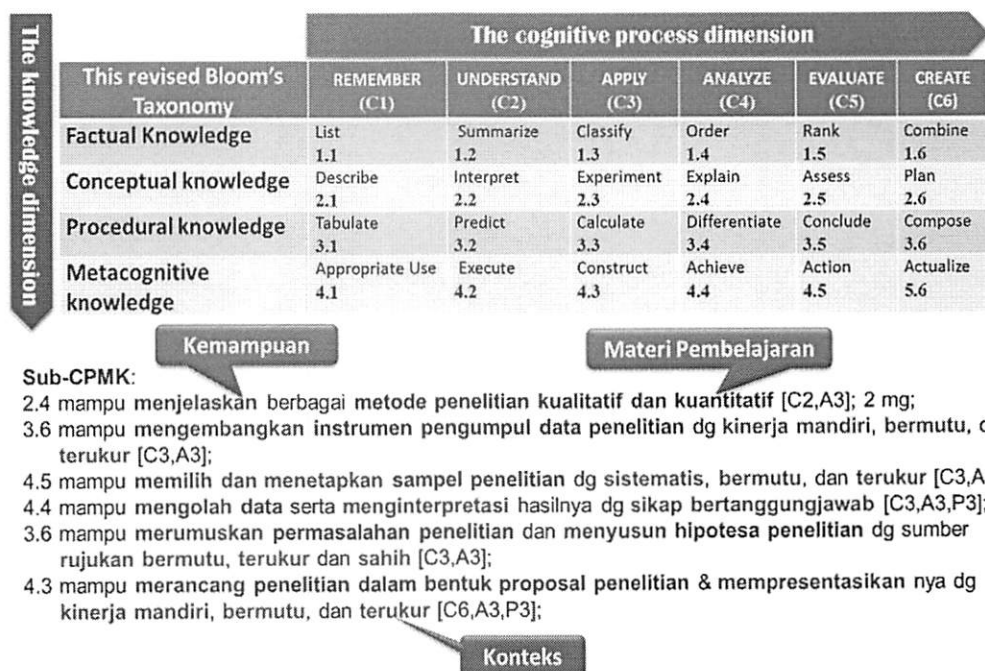 The knowledge dimension
The cognitive process dimension
This revised Bloom's Taxonomy REMEMBER (C1) UNDERSTAND (C2) APPLY (C3) ANALYZE (C4) EVALUATE (C5) CREATE (C6)
Factual Knowledge List Summarize Classify Order Rank Combine
1.1 1.2 1.3 1.4 1.5 1.6
Conceptual knowledge Describe Interpret Experiment Explain Assess Plan
2.1 2.2 2.3 2.4 2.5 2.6
Procedural knowledge Tabulate Predict Calculate Differentiate Conclude Compose
3.1 3.2 3.3 3.4 3.5 3.6
Metacognitive knowledge Appropriate Use Execute Construct Achieve Action Actualize
4.1 4.2 4.3 4.4 4.5 5.6
Kemampuan
Materi Pembelajaran
Sub-CPMK:
2.4 mampu menjelaskan berbagai metode penelitian kualitatif dan kuantitatif [C2,A3]; 2 mg;
3.6 mampu mengembangkan instrumen pengumpul data penelitian dg kinerja mandiri, bermutu,
terukur [C3,A3];
4.5 mampu memilih dan menetapkan sampel penelitian dg sistematis, bermutu, dan terukur [C3,A
4.4 mampu mengolah data serta menginterpretasi hasilnya dg sikap bertanggungjawab [C3,A3,P3];
3.6 mampu merumuskan permasalahan penelitian dan menyusun hipotesa penelitian dg sumber
rujukan bermutu, terukur dan sahih [C3,A3];
4.3 mampu merancang penelitian dalam bentuk proposal penelitian & mempresentasikan nya dg
kinerja mandiri, bermutu, dan terukur [C6,A3,P3];
Konteks